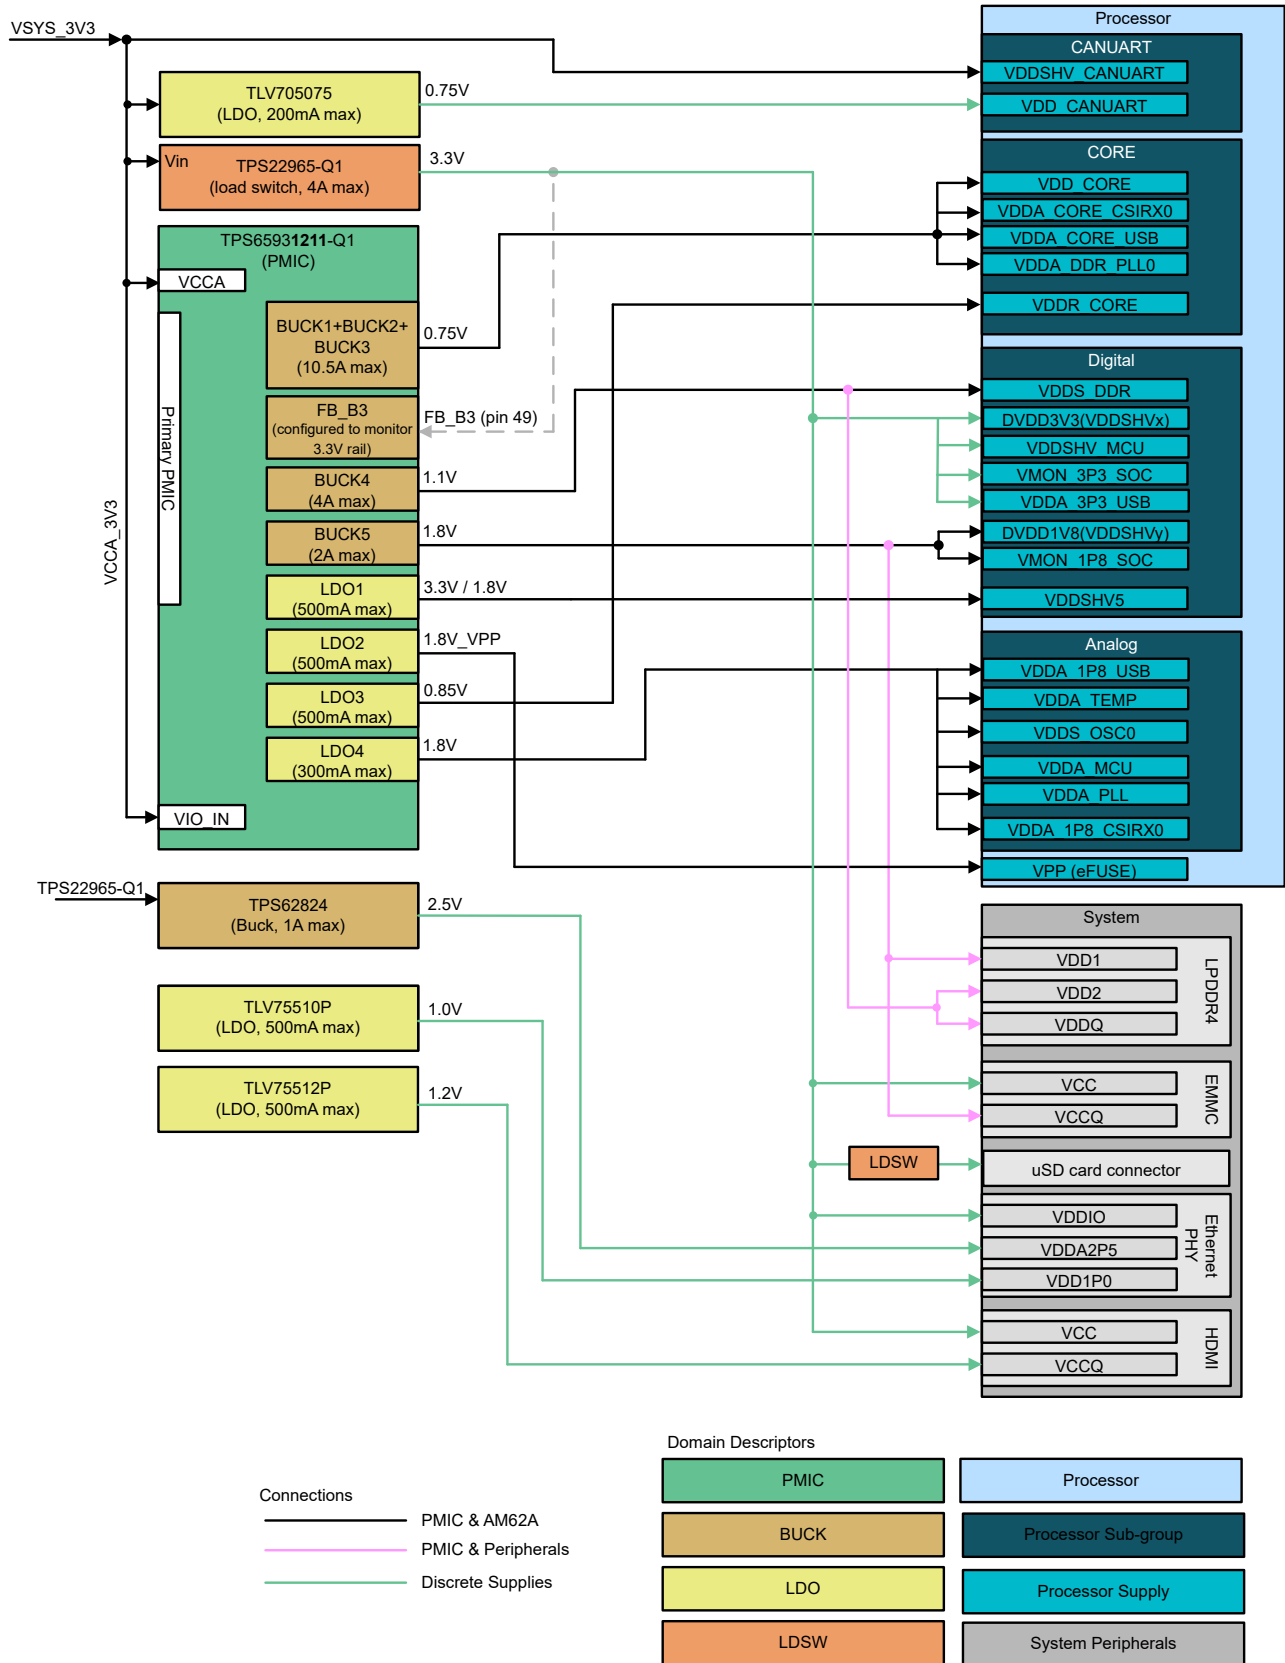 VSYS_3V3
TLV705075
(LDO, 200mA max)
0.75V
Vin
TPS22965-Q1
(load switch, 4A max)
3.3V
TPS65931211-Q1
(PMIC)
VCCA
Primary PMIC
VCCA_3V3
BUCK1+BUCK2+
BUCK3
(10.5A max)
0.75V
FB_B3
(configured to monitor
3.3V rail)
FB_B3 (pin 49)
BUCK4
(4A max)
1.1V
BUCK5
(2A max)
1.8V
LDO1
(500mA max)
3.3V / 1.8V
LDO2
(500mA max)
1.8V_VPP
LDO3
(500mA max)
0.85V
LDO4
(300mA max)
1.8V
VIO_IN
TPS22965-Q1
TPS62824
(Buck, 1A max)
2.5V
TLV75510P
(LDO, 500mA max)
1.0V
TLV75512P
(LDO, 500mA max)
1.2V
Processor
CANUART
VDDSHV_CANUART
VDD_CANUART
CORE
VDD_CORE
VDDA_CORE_CSIRX0
VDDA_CORE_USB
VDDA_DDR_PLL0
VDDR_CORE
Digital
VDDS_DDR
DVDD3V3(VDDSHVx)
VDDSHV_MCU
VMON_3P3_SOC
VDDA_3P3_USB
DVDD1V8(VDDSHVy)
VMON_1P8_SOC
VDDSHV5
Analog
VDDA_1P8_USB
VDDA_TEMP
VDDS_OSC0
VDDA_MCU
VDDA_PLL
VDDA_1P8_CSIRX0
VPP (eFUSE)
System
VDD1
VDD2
VDDQ
LPDDR4
VCC
VCCQ
EMMC
LDSW
uSD card connector
VDDIO
VDDA2P5
VDD1P0
Ethernet
PHY
VCC
VCCQ
HDMI
Connections
PMIC & AM62A
PMIC & Peripherals
Discrete Supplies
Domain Descriptors
PMIC
Processor
BUCK
Processor Sub-group
LDO
Processor Supply
LDSW
System Peripherals